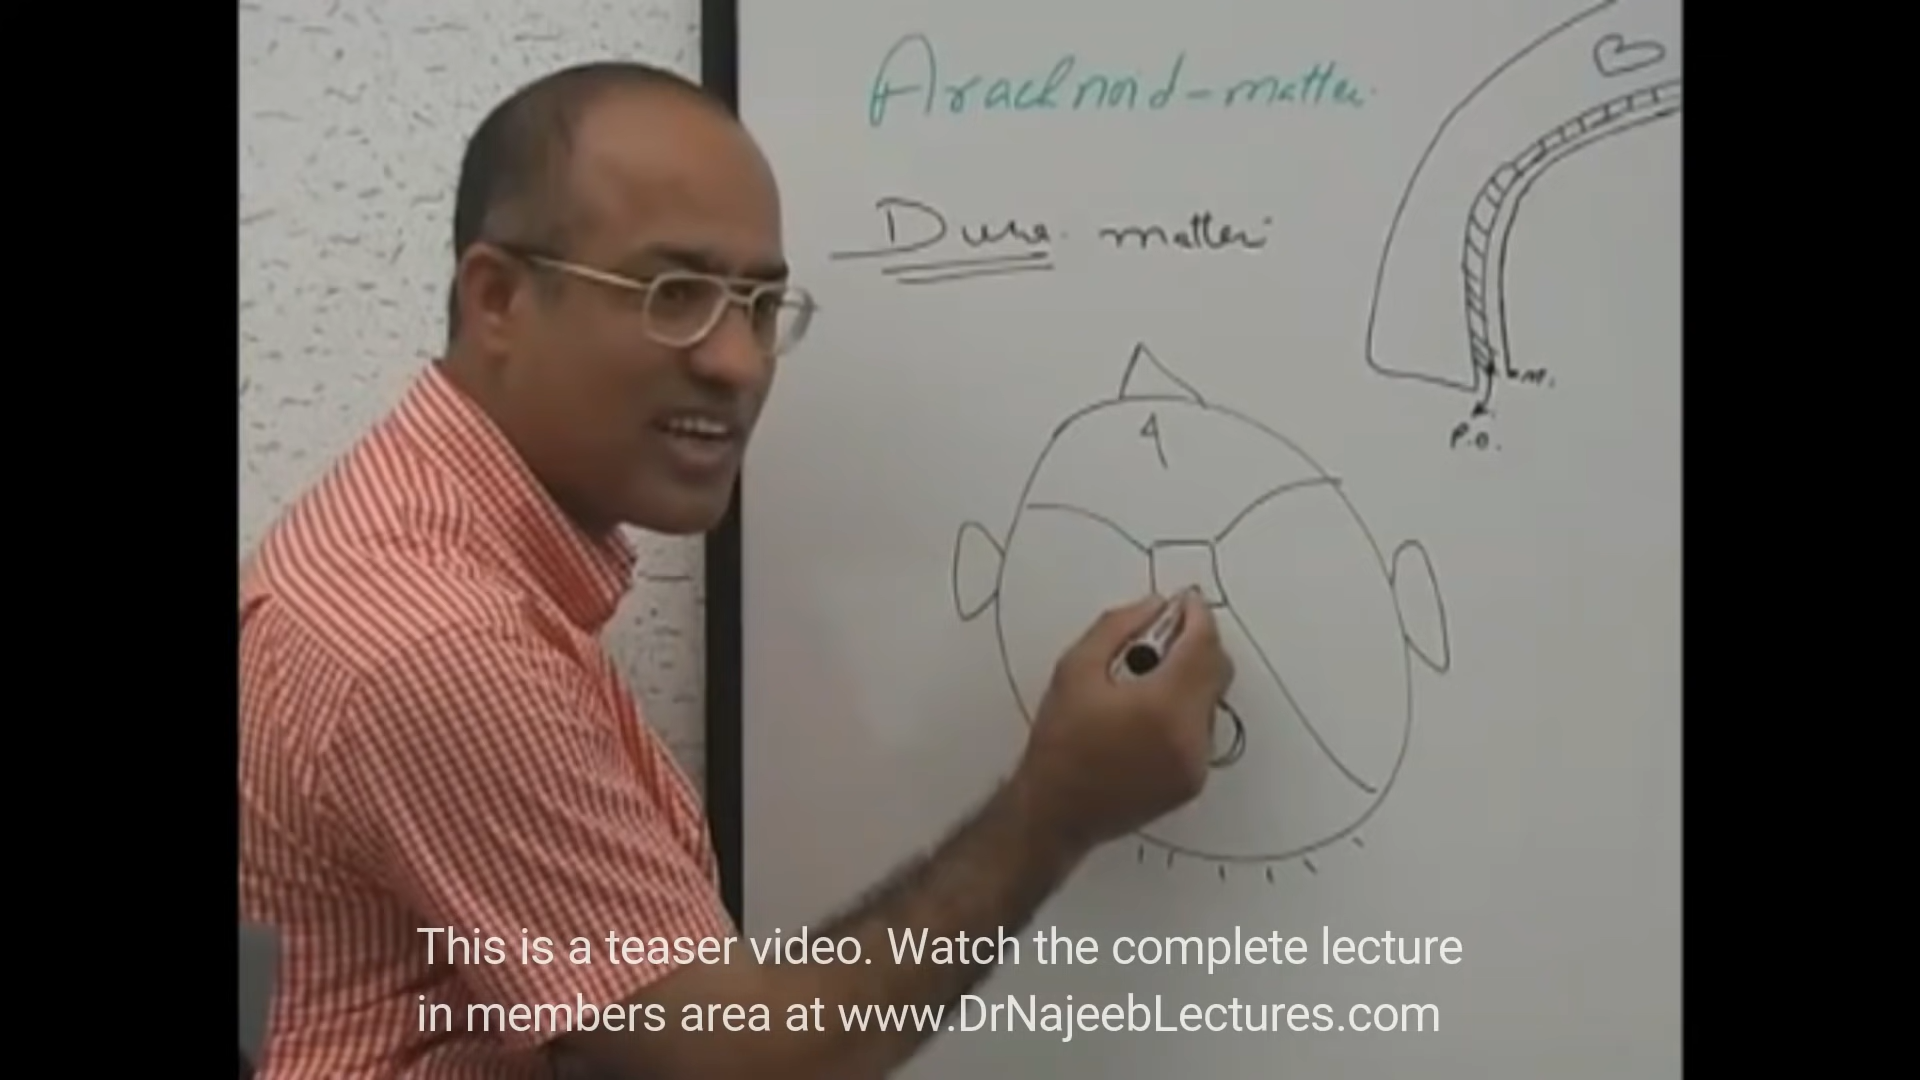 Arachnoid-matter
Dura matter
M.
P.O.
This is a teaser video. Watch the complete lecture
in members area at www.DrNajeebLectures.com